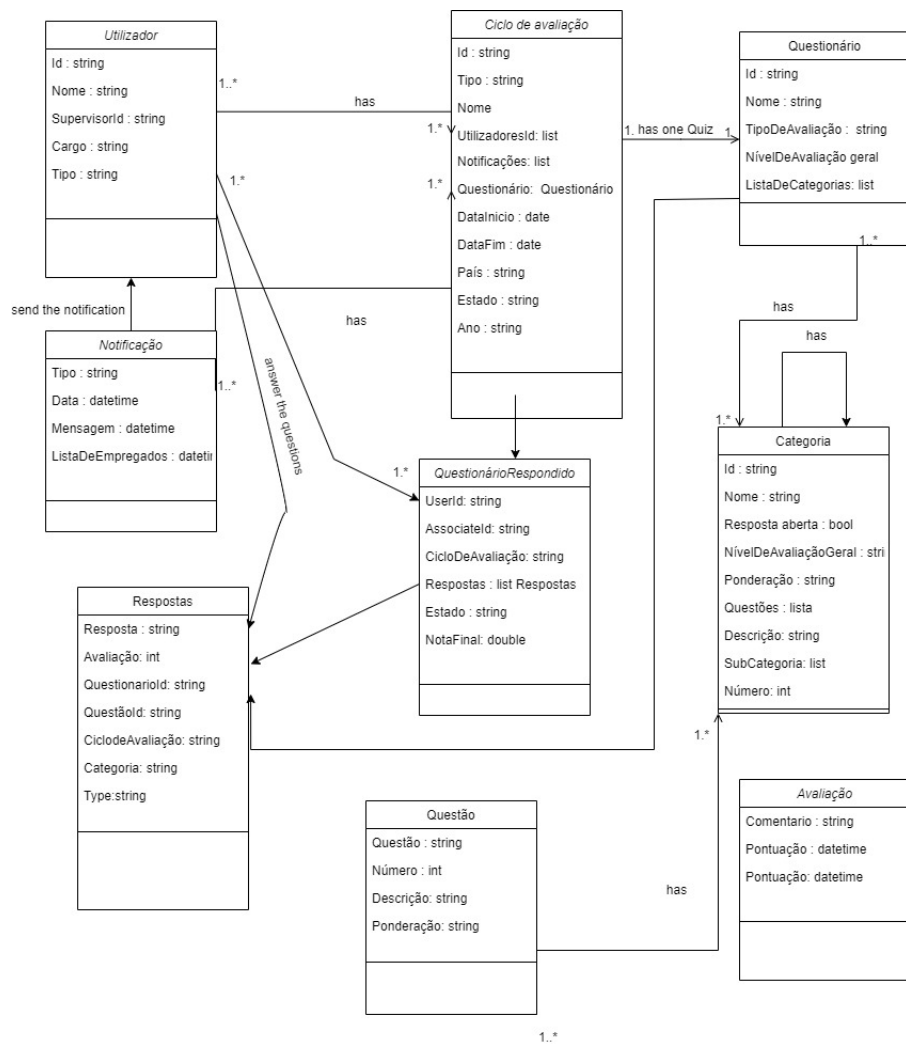 Utilizador
Id : string
Nome : string
SupervisorId : string
Cargo : string
Tipo : string
1..*
has
1.*
send the notification
Ciclo de avaliação
Id : string
Tipo : string
Nome
UtilizadoresId: list
Notificações: list
Questionário: Questionário
DataInicio : date
DataFim : date
País : string
Estado : string
Ano : string
1.*
1.*
has
1. has one Quiz
1.
Questionário
Id : string
Nome : string
TipoDeAvaliação : string
NívelDeAvaliação geral
ListaDeCategorias: list
1..*
has
has
1.*
Notificação
Tipo : string
Data : datetime
Mensagem : datetime
ListaDeEmpregados : datetir
1..*
answer the questions
1.*
QuestionárioRespondido
UserId: string
AssociateId: string
CicloDeAvaliação: string
Respostas : list Respostas
Estado : string
NotaFinal: double
Categoria
Id : string
Nome : string
Resposta aberta : bool
NívelDeAvaliaçãoGeral : stri
Ponderação : string
Questões : lista
Descrição: string
SubCategoria: list
Número: int
1.*
Respostas
Resposta : string
Avaliação: int
QuestionarioId: string
QuestãoId: string
CiclodeAvaliação: string
Categoria: string
Type:string
Questão
Questão : string
Número : int
Descrição: string
Ponderação: string
has
1..*
Avaliação
Comentario : string
Pontuação : datetime
Pontuação: datetime